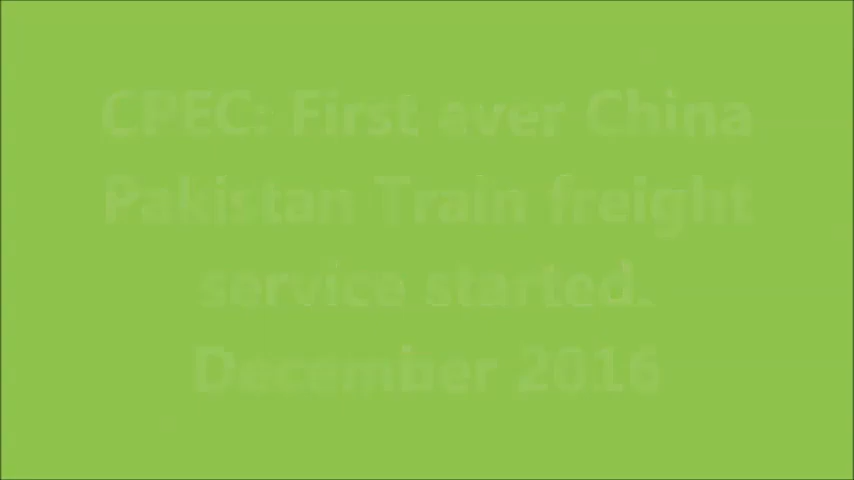 CPEC: First ever China
Pakistan Train freight
service started.
December 2016